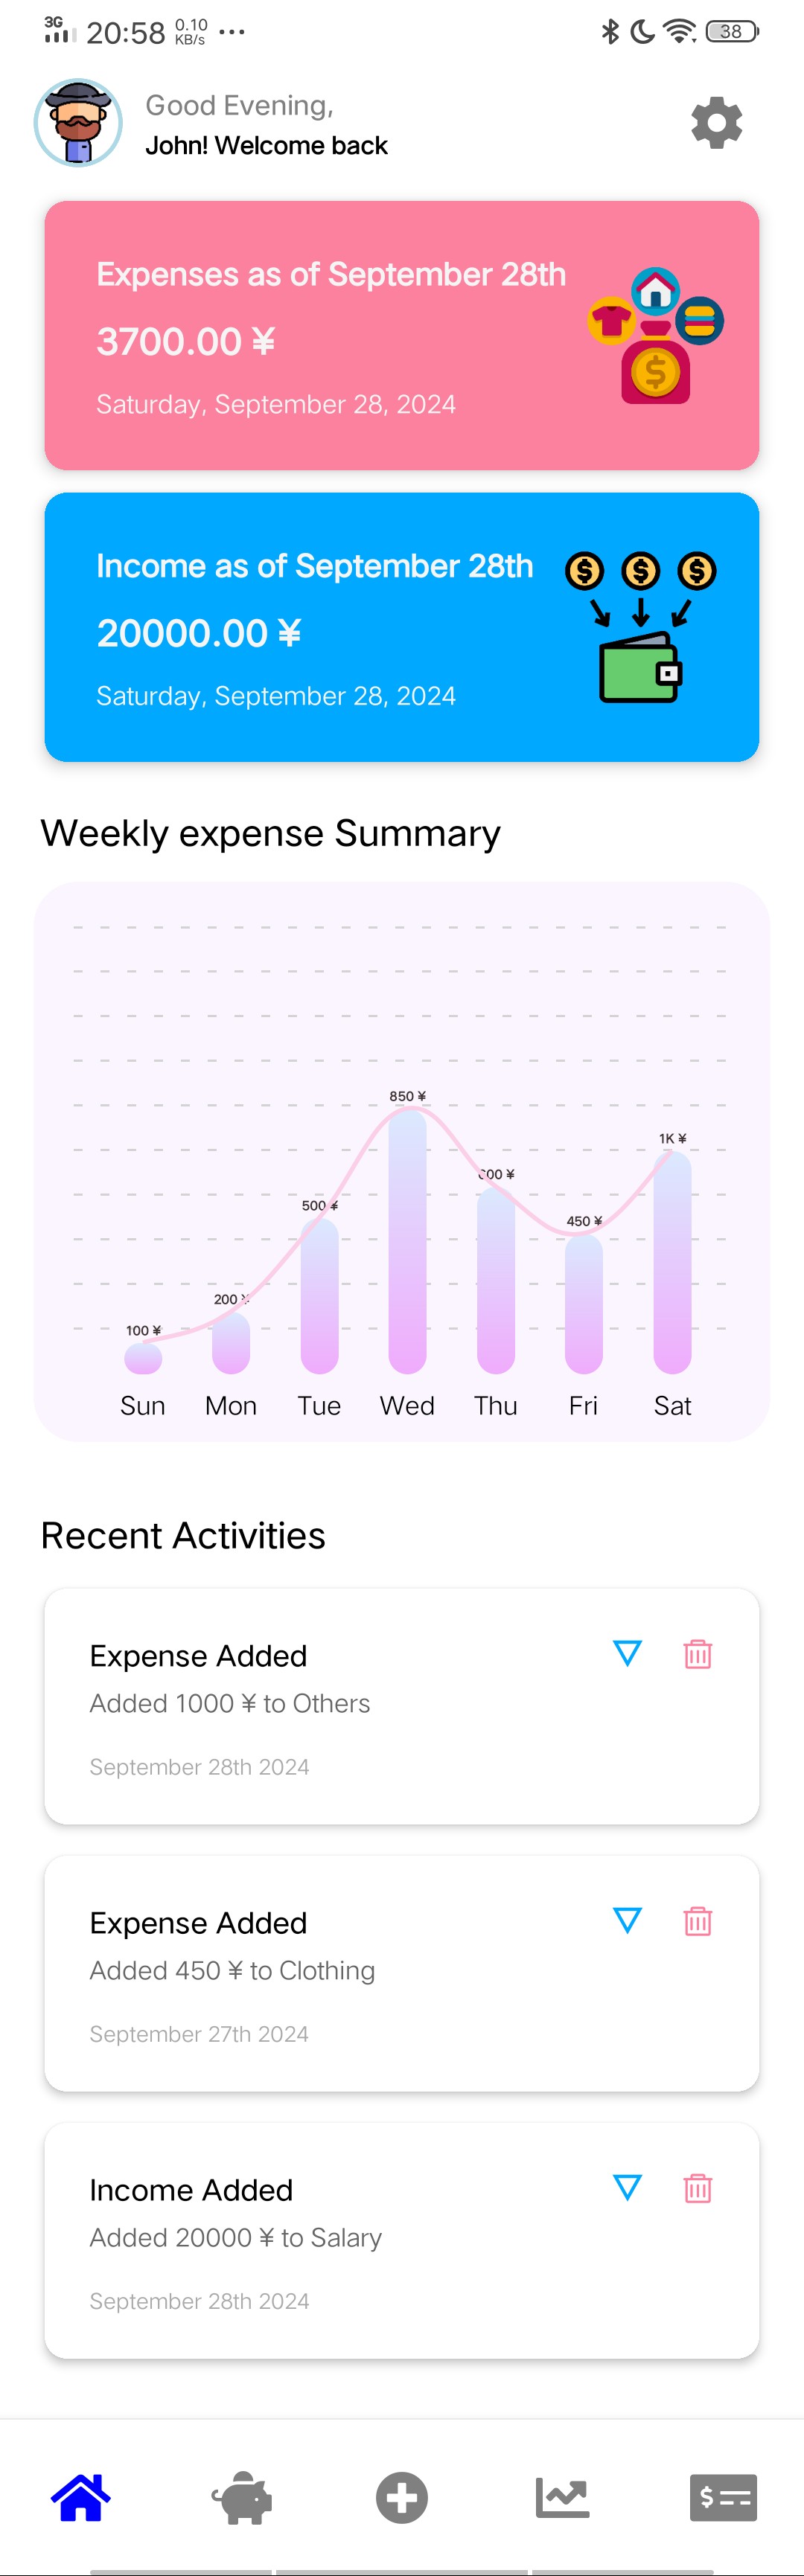 3G 20:58 0.10 KB/s ... 38
Good Evening,
John! Welcome back
Expenses as of September 28th
3700.00 ¥
Saturday, September 28, 2024
Income as of September 28th
20000.00 ¥
Saturday, September 28, 2024
Weekly expense Summary
850 ¥
1K ¥
600 ¥
500 ¥
450 ¥
200 ¥
100 ¥
Sun Mon Tue Wed Thu Fri Sat
Recent Activities
Expense Added
Added 1000 ¥ to Others
September 28th 2024
Expense Added
Added 450 ¥ to Clothing
September 27th 2024
Income Added
Added 20000 ¥ to Salary
September 28th 2024